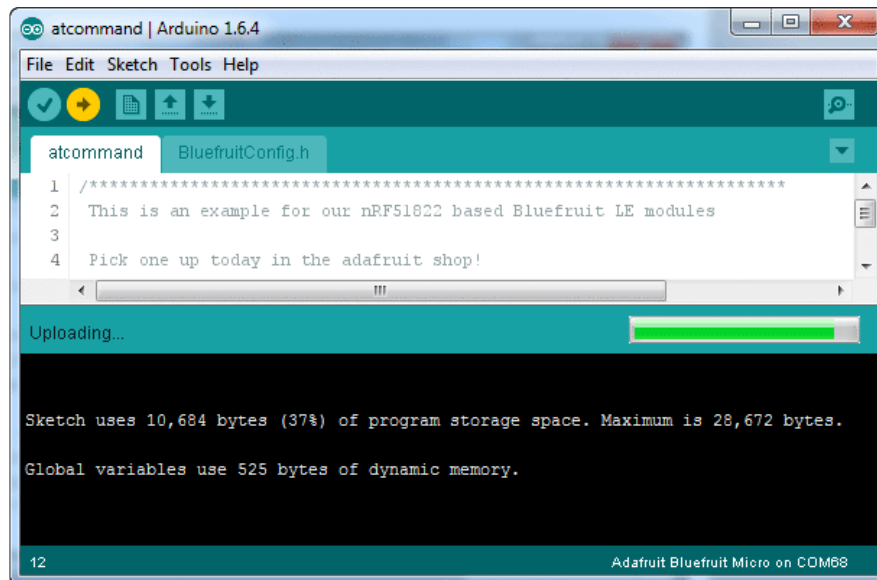 atcommand | Arduino 1.6.4
File Edit Sketch Tools Help
atcommand BluefruitConfig.h
1 /*********************************************************************
2 This is an example for our nRF51822 based Bluefruit LE modules
3
4 Pick one up today in the adafruit shop!
Uploading...
Sketch uses 10,684 bytes (37%) of program storage space. Maximum is 28,672 bytes.
Global variables use 525 bytes of dynamic memory.
12 Adafruit Bluefruit Micro on COM68